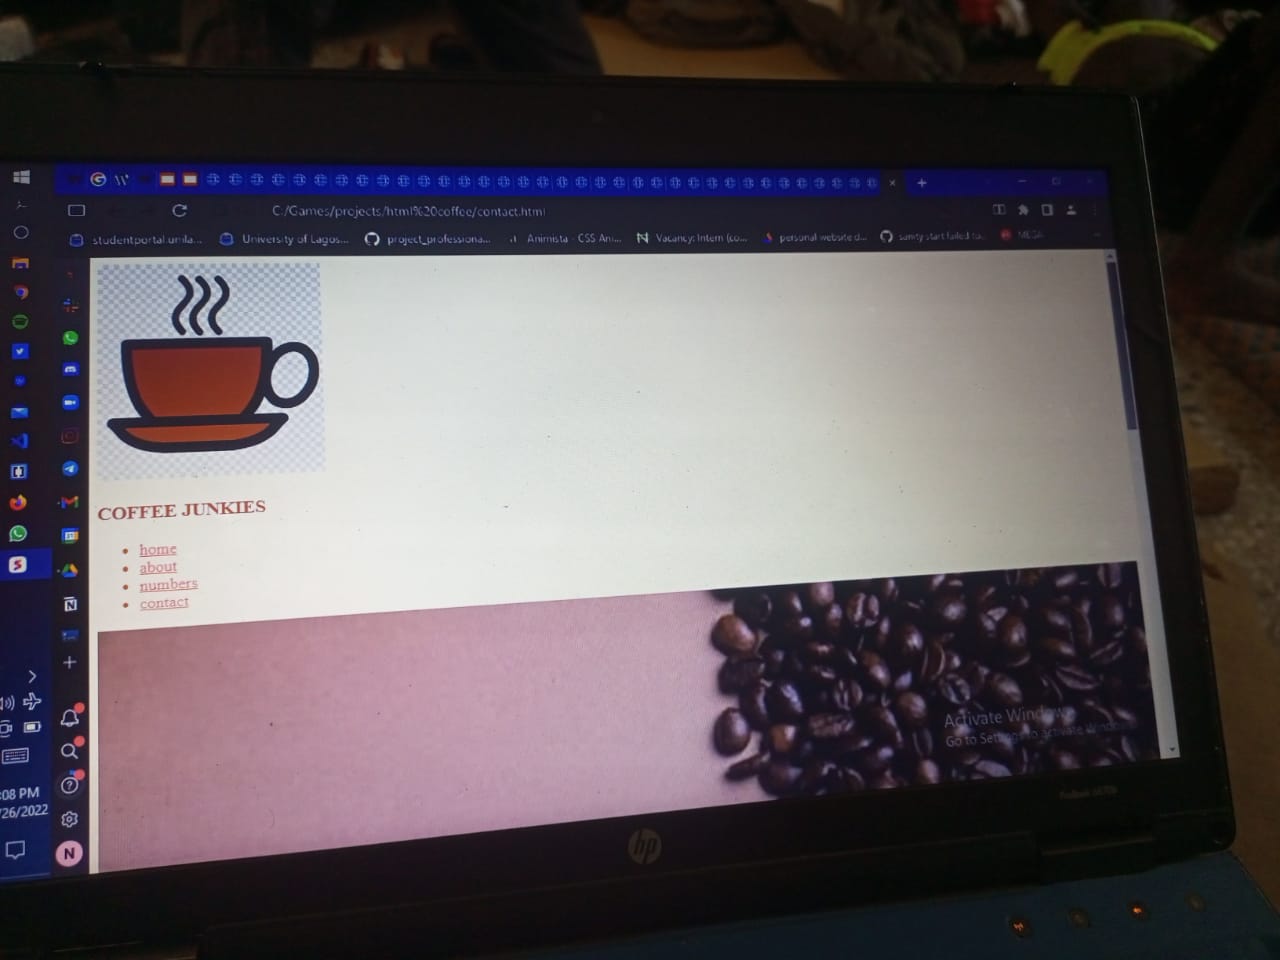 C:/Games/projects/html%20coffee/contact.html
studentportal.unila...
University of Lagos...
project_professiona...
Animista - CSS Ani...
Vacancy: Intern (co...
personal website d...
sanity start failed to...
MEGA
COFFEE JUNKIES
home
about
numbers
contact
Activate Windows
Go to Settings to activate Windows.
:08 PM
/26/2022
N
hp